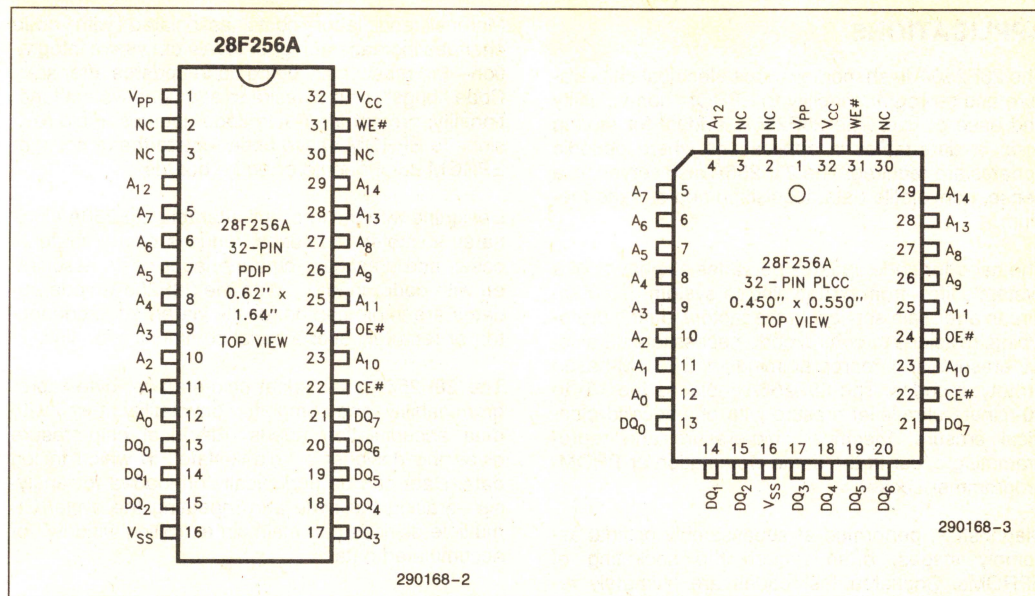 28F256A
V_PP 1 32 V_CC
NC 2 31 WE#
NC 3 30 NC
A₁₂ 4 29 A₁₄
A₇ 5 28 A₁₃
A₆ 6 27 A₈
A₅ 7 26 A₉
A₄ 8 25 A₁₁
A₃ 9 24 OE#
A₂ 10 23 A₁₀
A₁ 11 22 CE#
A₀ 12 21 DQ₇
DQ₀ 13 20 DQ₆
DQ₁ 14 19 DQ₅
DQ₂ 15 18 DQ₄
V_SS 16 17 DQ₃
28F256A
32-PIN
PDIP
0.62" x
1.64"
TOP VIEW
290168-2
A₁₂ NC NC V_PP V_CC WE# NC
4 3 2 1 32 31 30
A₇ 5 29 A₁₄
A₆ 6 28 A₁₃
A₅ 7 27 A₈
A₄ 8 26 A₉
A₃ 9 25 A₁₁
A₂ 10 24 OE#
A₁ 11 23 A₁₀
A₀ 12 22 CE#
DQ₀ 13 21 DQ₇
28F256A
32-PIN PLCC
0.450" x 0.550"
TOP VIEW
14 15 16 17 18 19 20
DQ₁ DQ₂ V_SS DQ₃ DQ₄ DQ₅ DQ₆
290168-3